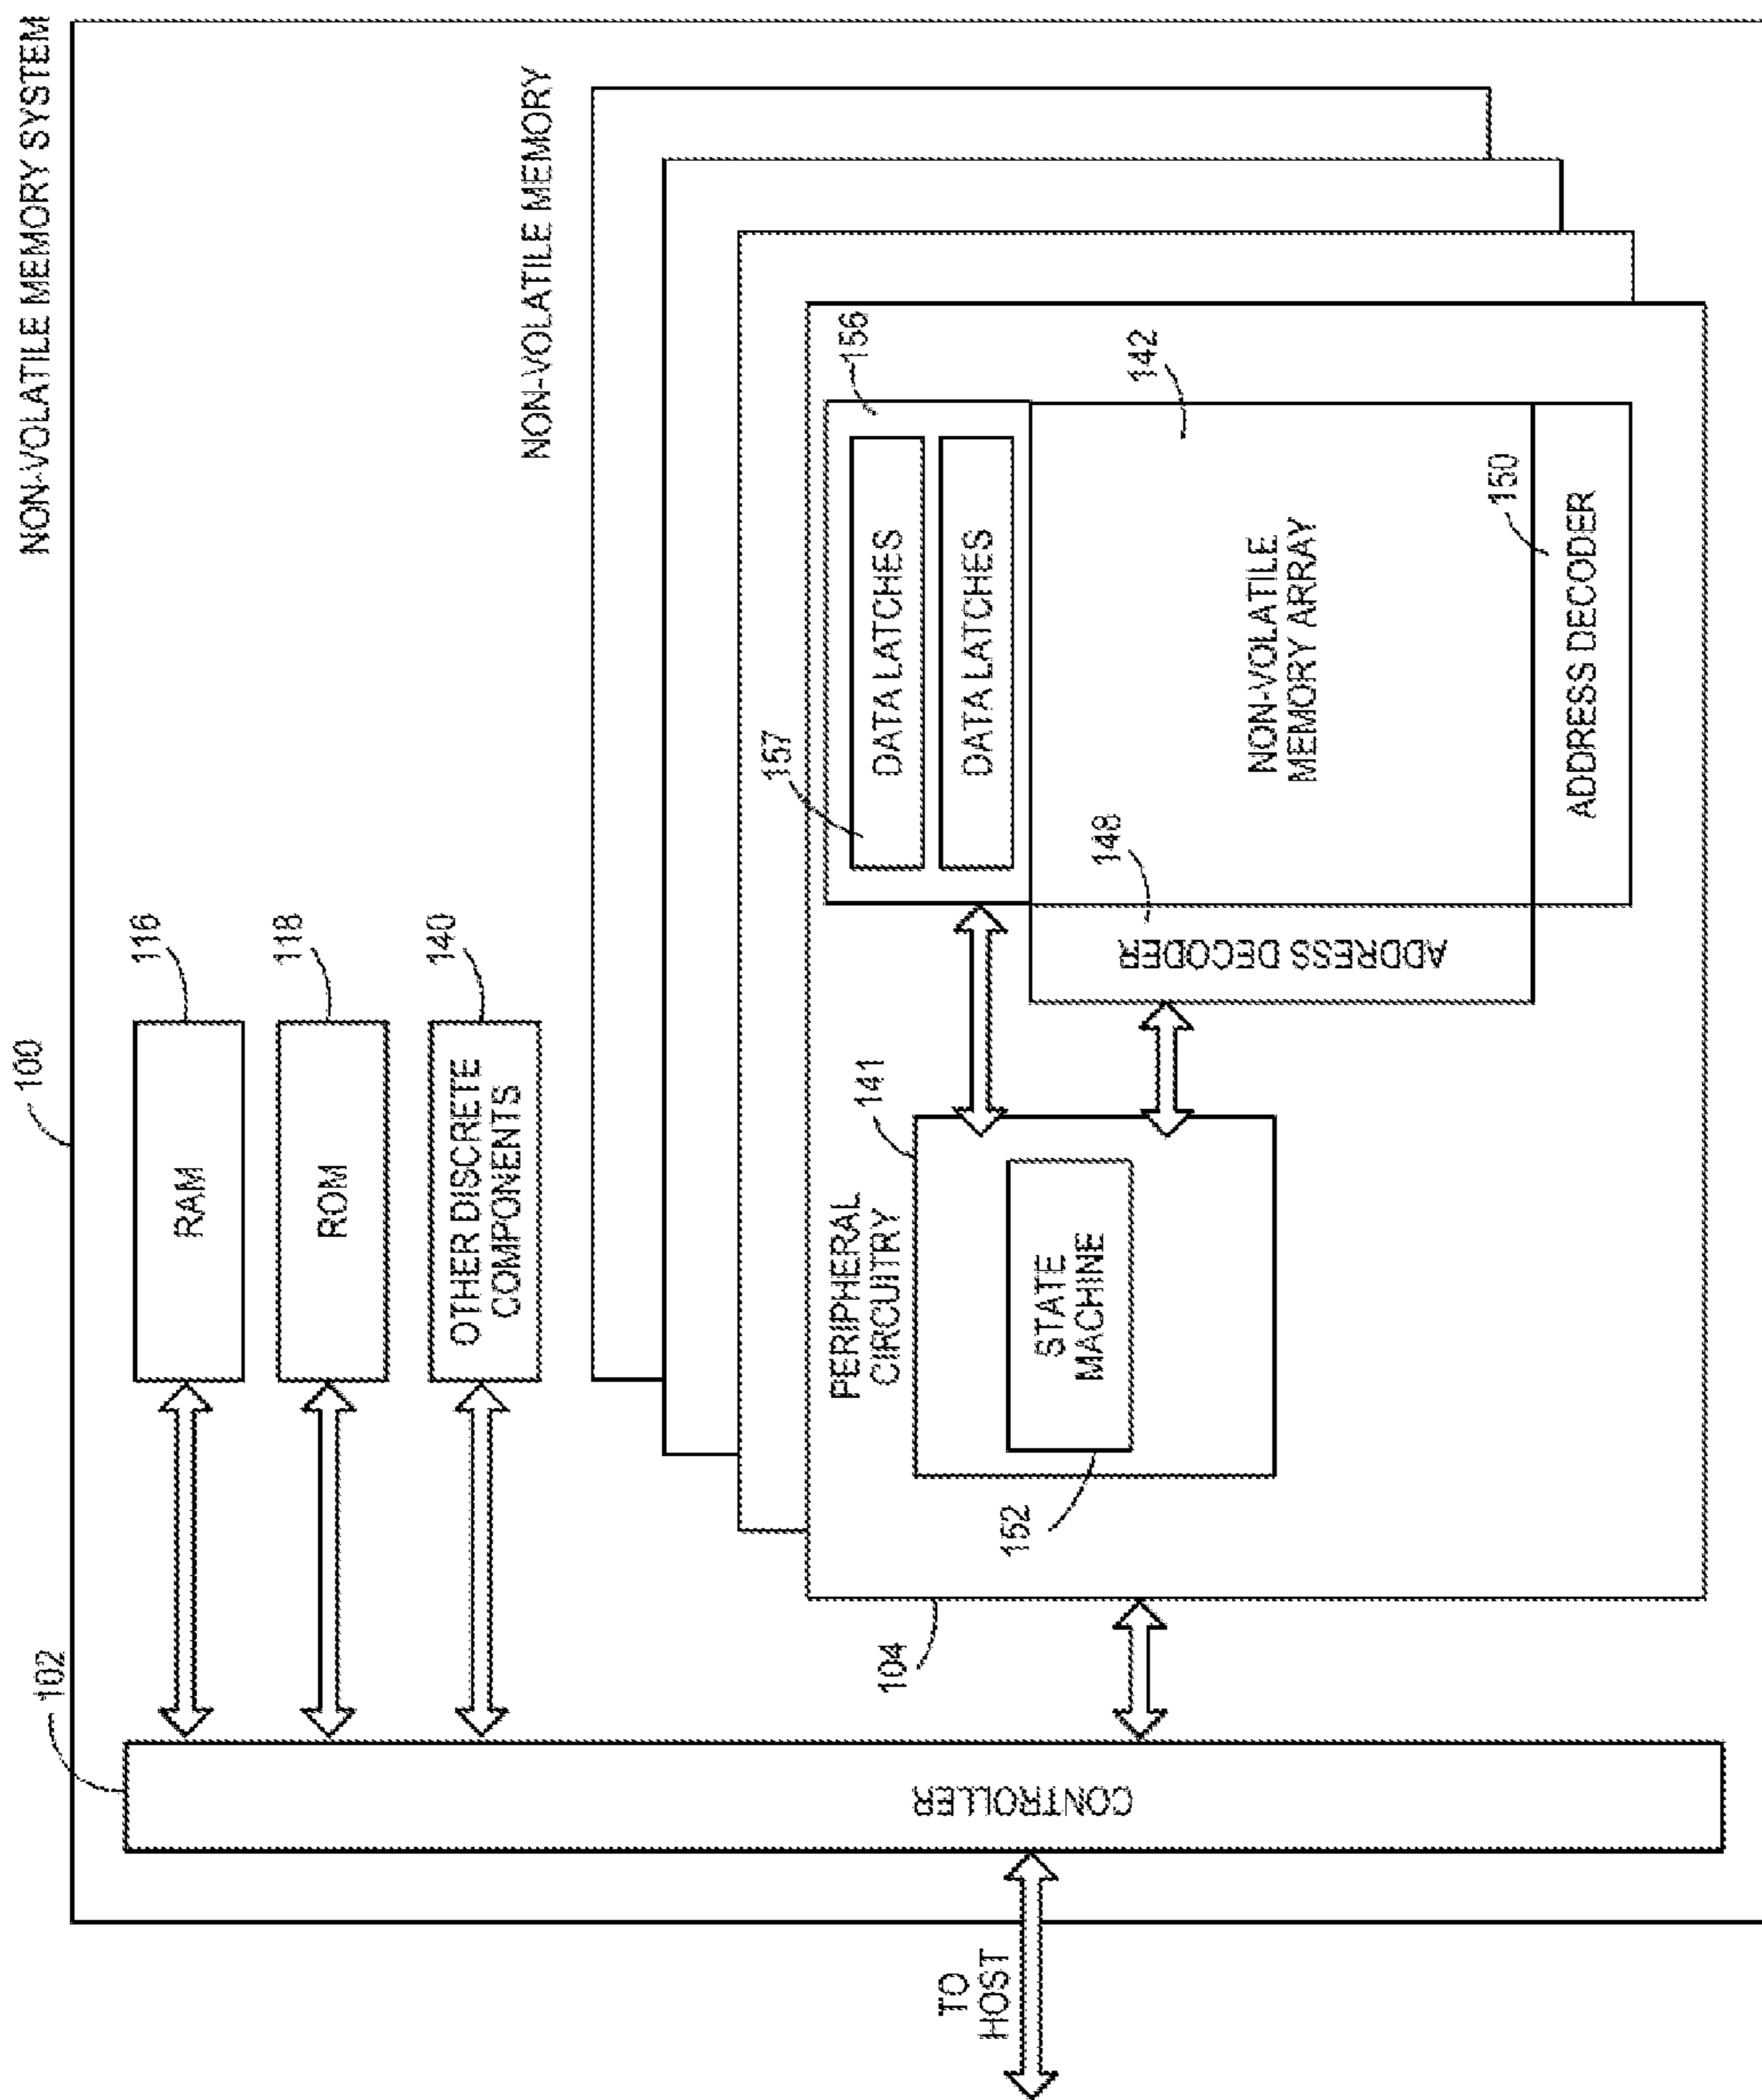 NON-VOLATILE MEMORY SYSTEM
100
102
116
RAM
118
ROM
140
OTHER DISCRETE
COMPONENTS
CONTROLLER
TO
HOST
NON-VOLATILE MEMORY
104
PERIPHERAL
CIRCUITRY
141
STATE
MACHINE
152
157
156
DATA LATCHES
DATA LATCHES
148
ADDRESS DECODER
142
NON-VOLATILE
MEMORY ARRAY
150
ADDRESS DECODER